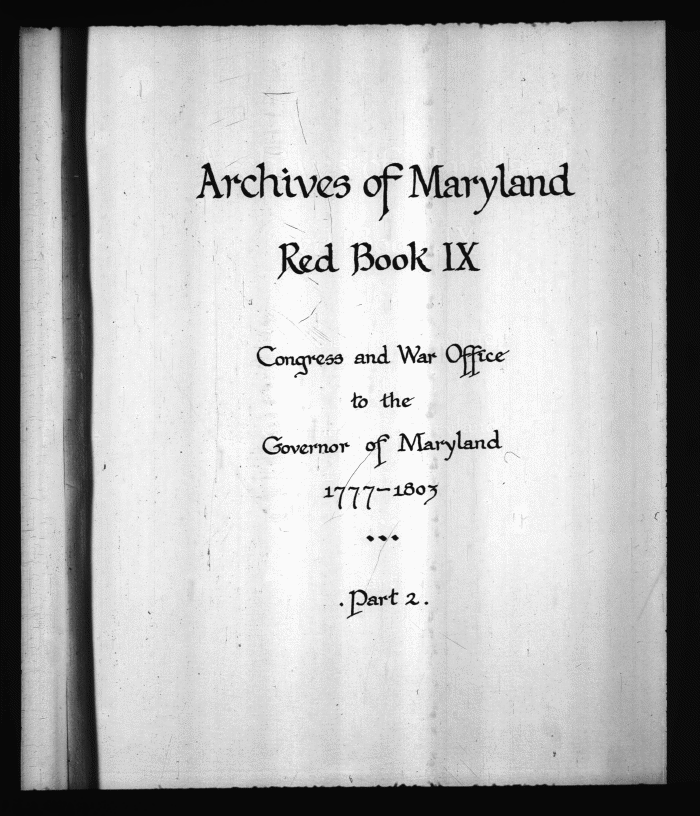 Archives of Maryland
Red Book IX
Congress and War Office
to the
Governor of Maryland
1777-1803
...
. Part 2 .